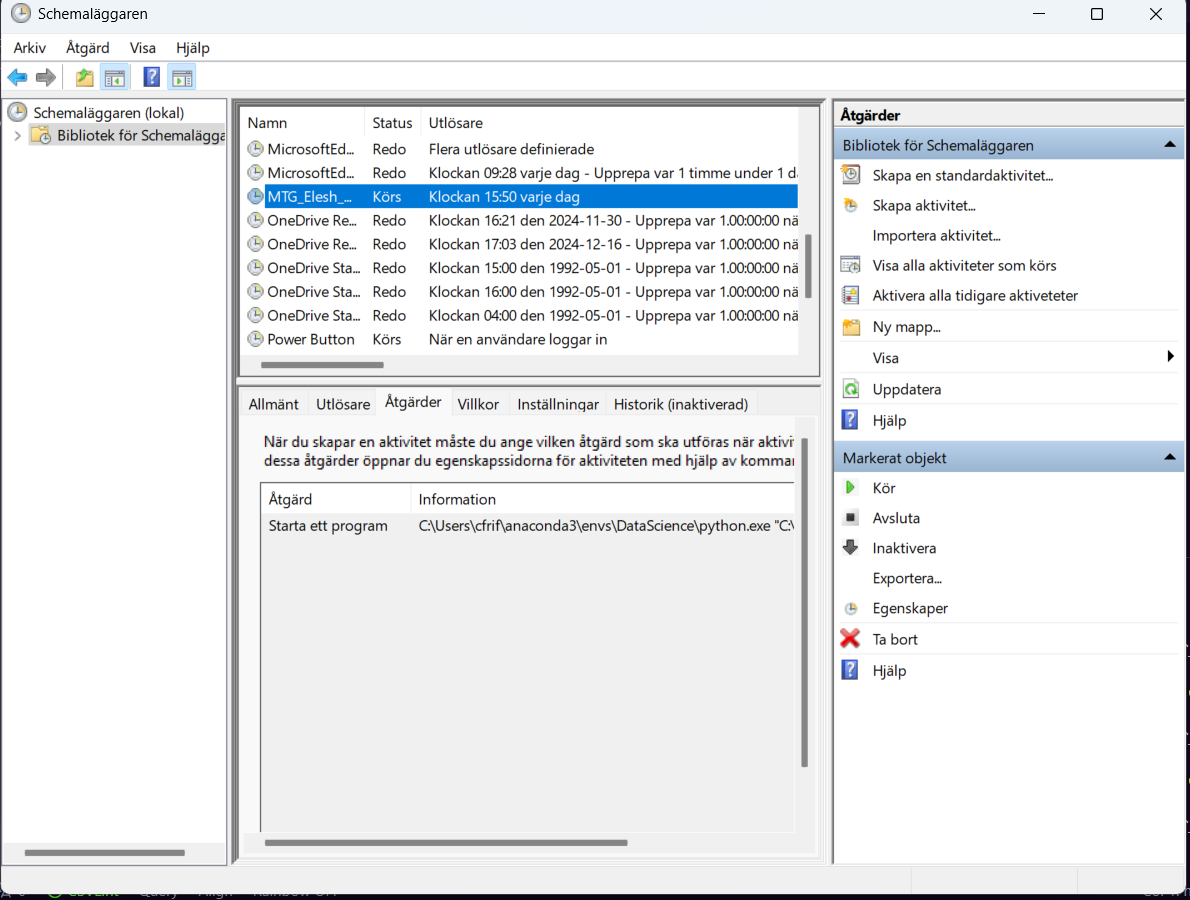 Schemaläggaren
Arkiv Åtgärd Visa Hjälp
Schemaläggaren (lokal)
Bibliotek för Schemalägga
Namn Status Utlösare
MicrosoftEd... Redo Flera utlösare definierade
MicrosoftEd... Redo Klockan 09:28 varje dag - Upprepa var 1 timme under 1 d
MTG_Elesh_... Körs Klockan 15:50 varje dag
OneDrive Re... Redo Klockan 16:21 den 2024-11-30 - Upprepa var 1.00:00:00 nä
OneDrive Re... Redo Klockan 17:03 den 2024-12-16 - Upprepa var 1.00:00:00 nä
OneDrive Sta... Redo Klockan 15:00 den 1992-05-01 - Upprepa var 1.00:00:00 nä
OneDrive Sta... Redo Klockan 16:00 den 1992-05-01 - Upprepa var 1.00:00:00 nä
OneDrive Sta... Redo Klockan 04:00 den 1992-05-01 - Upprepa var 1.00:00:00 nä
Power Button Körs När en användare loggar in
Allmänt Utlösare Åtgärder Villkor Inställningar Historik (inaktiverad)
När du skapar en aktivitet måste du ange vilken åtgärd som ska utföras när aktivi
dessa åtgärder öppnar du egenskapssidorna för aktiviteten med hjälp av komma
Åtgärd Information
Starta ett program C:\Users\cfrif\anaconda3\envs\DataScience\python.exe "C:\
Åtgärder
Bibliotek för Schemaläggaren
Skapa en standardaktivitet...
Skapa aktivitet...
Importera aktivitet...
Visa alla aktiviteter som körs
Aktivera alla tidigare aktiveteter
Ny mapp...
Visa
Uppdatera
Hjälp
Markerat objekt
Kör
Avsluta
Inaktivera
Exportera...
Egenskaper
Ta bort
Hjälp